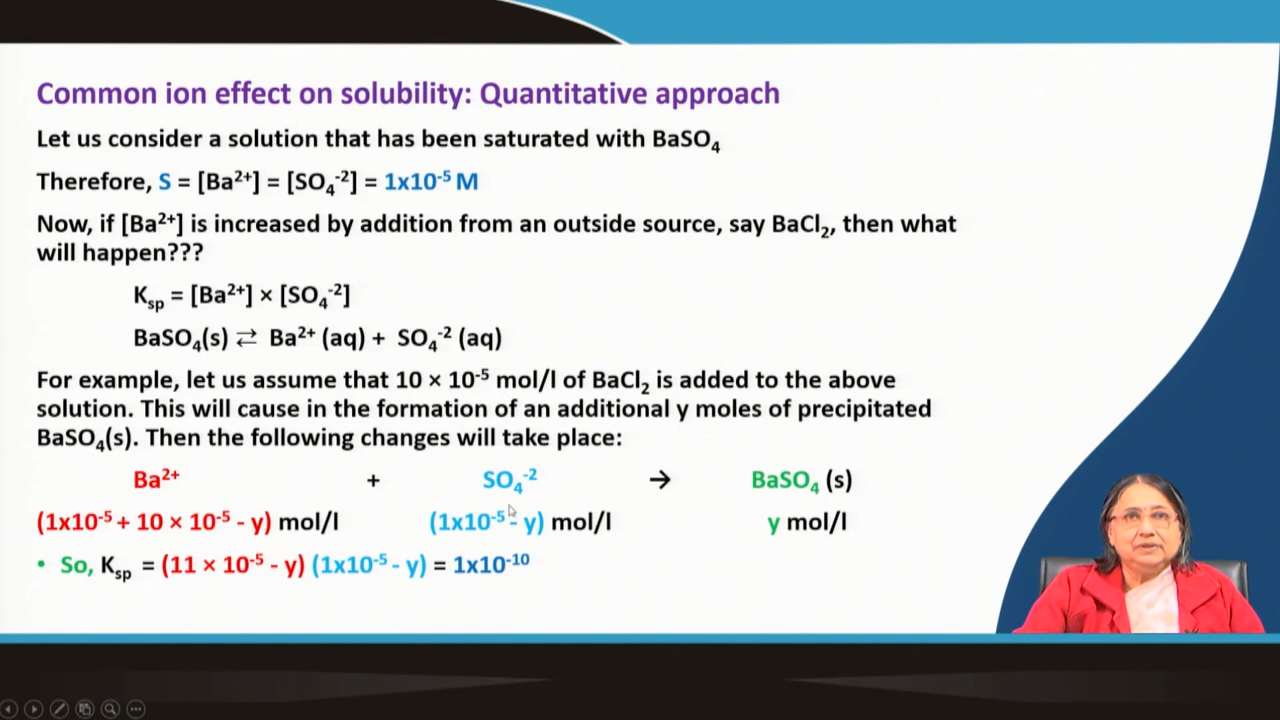 Common ion effect on solubility: Quantitative approach
Let us consider a solution that has been saturated with BaSO₄
Therefore, S = [Ba²⁺] = [SO₄⁻²] = 1x10⁻⁵ M
Now, if [Ba²⁺] is increased by addition from an outside source, say BaCl₂, then what
will happen???
Kₛₚ = [Ba²⁺] × [SO₄⁻²]
BaSO₄(s) ⇄ Ba²⁺ (aq) + SO₄⁻² (aq)
For example, let us assume that 10 × 10⁻⁵ mol/l of BaCl₂ is added to the above
solution. This will cause in the formation of an additional y moles of precipitated
BaSO₄(s). Then the following changes will take place:
Ba²⁺ + SO₄⁻² → BaSO₄ (s)
(1x10⁻⁵ + 10 × 10⁻⁵ - y) mol/l (1x10⁻⁵ - y) mol/l y mol/l
• So, Kₛₚ = (11 × 10⁻⁵ - y) (1x10⁻⁵ - y) = 1x10⁻¹⁰